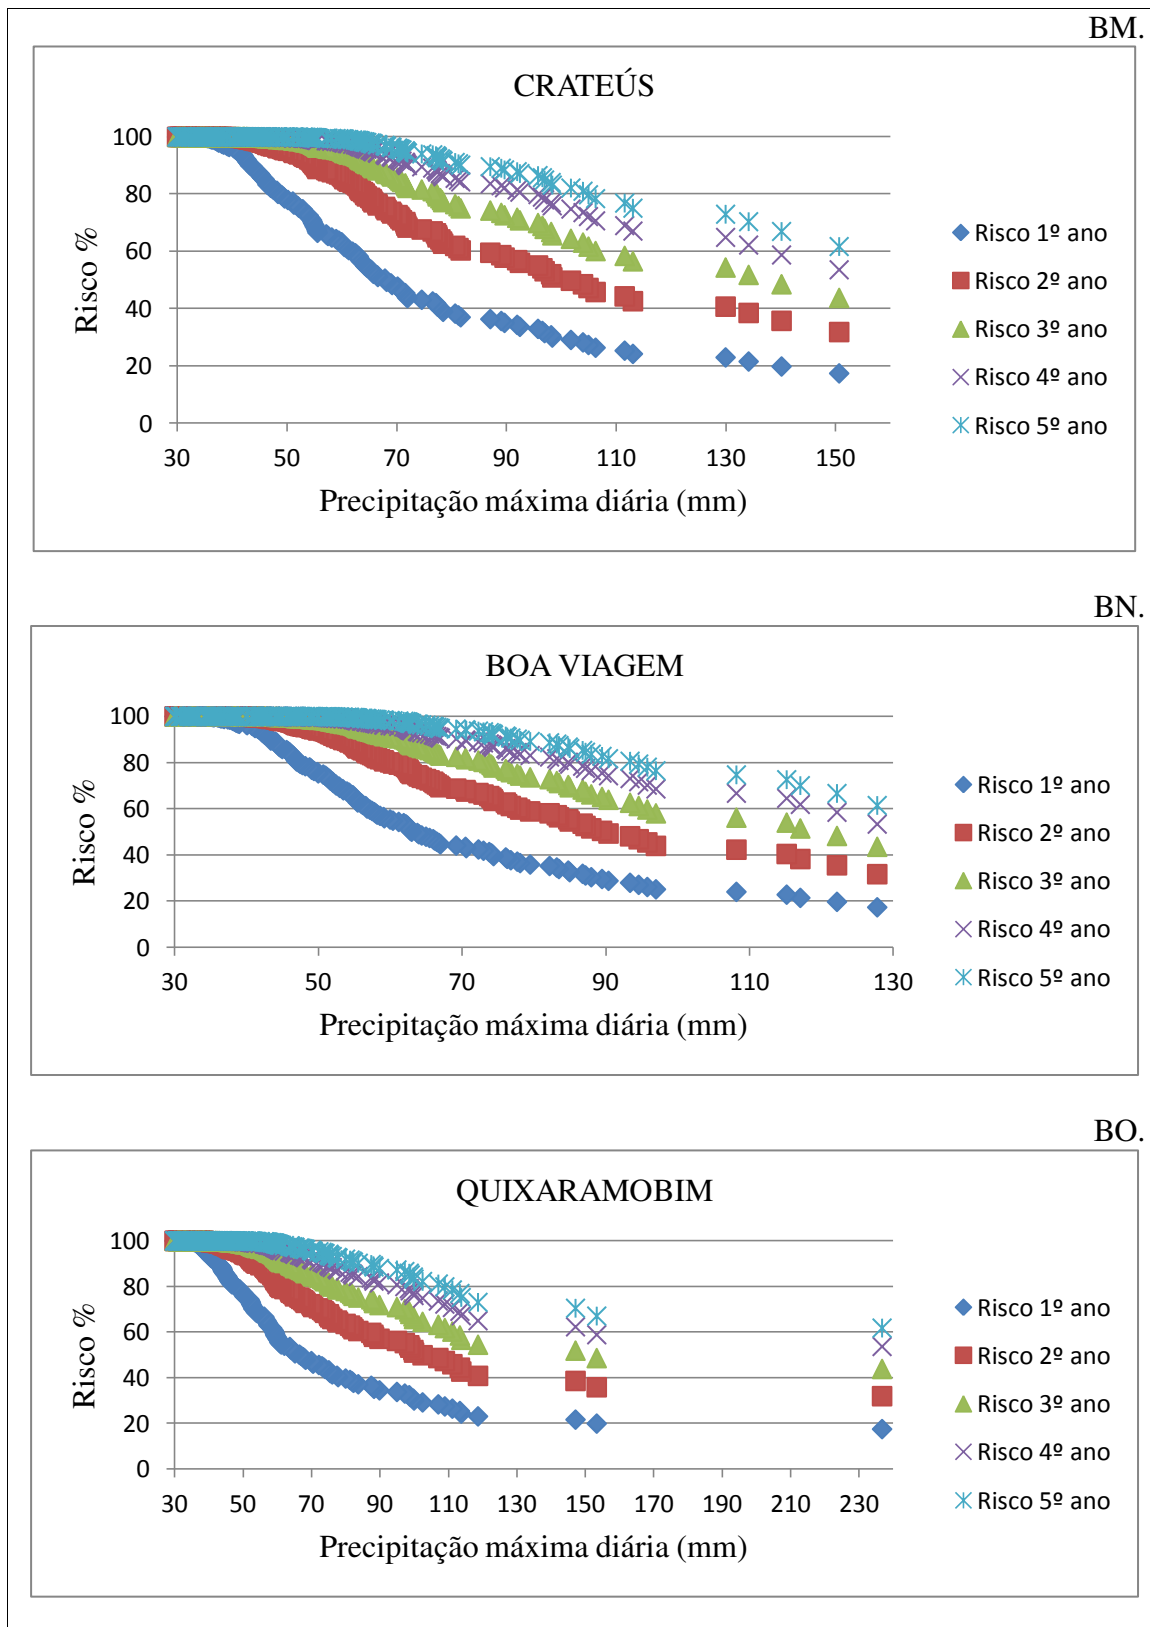 BM.
CRATEÚS
Risco %
100
80
60
40
20
0
30 50 70 90 110 130 150
Precipitação máxima diária (mm)
Risco 1º ano
Risco 2º ano
Risco 3º ano
Risco 4º ano
Risco 5º ano
BN.
BOA VIAGEM
Risco %
100
80
60
40
20
0
30 50 70 90 110 130
Precipitação máxima diária (mm)
Risco 1º ano
Risco 2º ano
Risco 3º ano
Risco 4º ano
Risco 5º ano
BO.
QUIXARAMOBIM
Risco %
100
80
60
40
20
0
30 50 70 90 110 130 150 170 190 210 230
Precipitação máxima diária (mm)
Risco 1º ano
Risco 2º ano
Risco 3º ano
Risco 4º ano
Risco 5º ano